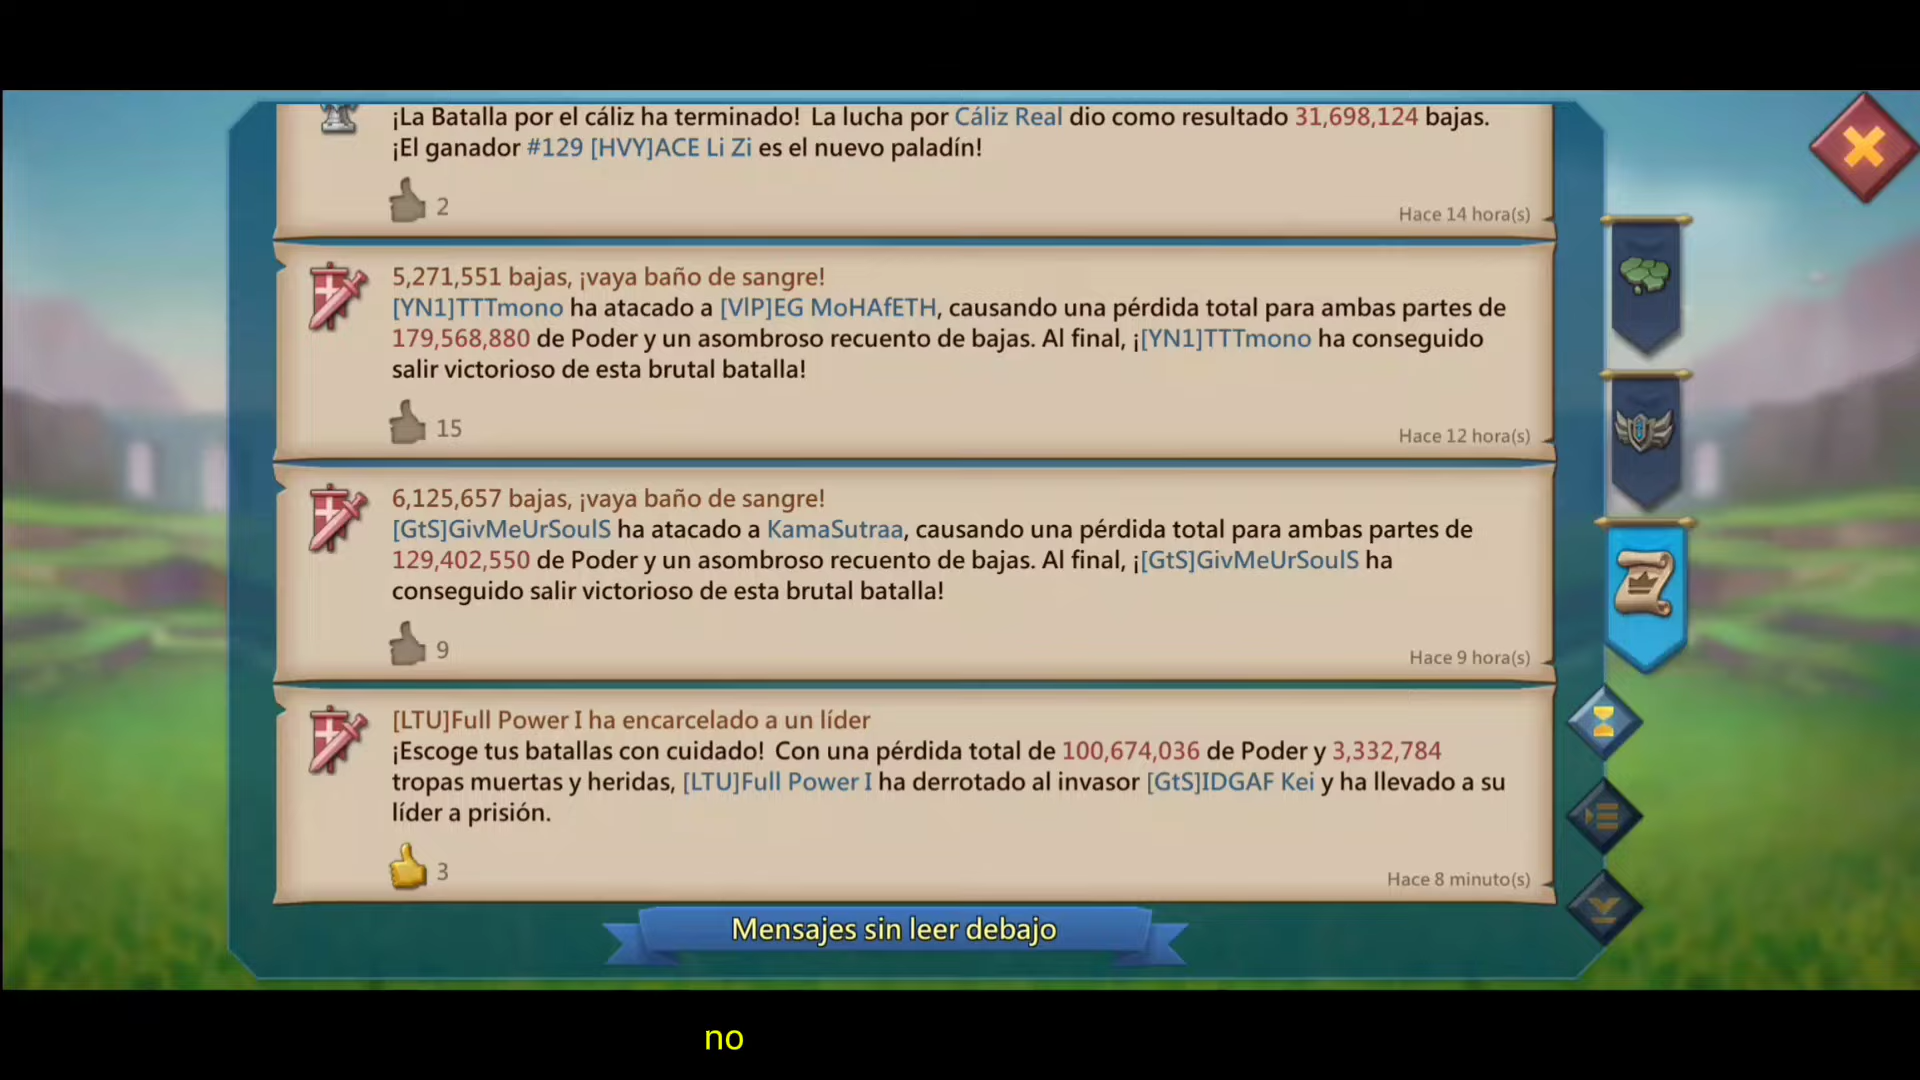 ¡La Batalla por el cáliz ha terminado! La lucha por Cáliz Real dio como resultado 31,698,124 bajas.
¡El ganador #129 [HVY]ACE Li Zi es el nuevo paladín!
2
Hace 14 hora(s)
5,271,551 bajas, ¡vaya baño de sangre!
[YN1]TTTmono ha atacado a [VlP]EG MoHAfETH, causando una pérdida total para ambas partes de
179,568,880 de Poder y un asombroso recuento de bajas. Al final, ¡[YN1]TTTmono ha conseguido
salir victorioso de esta brutal batalla!
15
Hace 12 hora(s)
6,125,657 bajas, ¡vaya baño de sangre!
[GtS]GivMeUrSoulS ha atacado a KamaSutraa, causando una pérdida total para ambas partes de
129,402,550 de Poder y un asombroso recuento de bajas. Al final, ¡[GtS]GivMeUrSoulS ha
conseguido salir victorioso de esta brutal batalla!
9
Hace 9 hora(s)
[LTU]Full Power I ha encarcelado a un líder
¡Escoge tus batallas con cuidado! Con una pérdida total de 100,674,036 de Poder y 3,332,784
tropas muertas y heridas, [LTU]Full Power I ha derrotado al invasor [GtS]IDGAF Kei y ha llevado a su
líder a prisión.
3
Hace 8 minuto(s)
Mensajes sin leer debajo
no